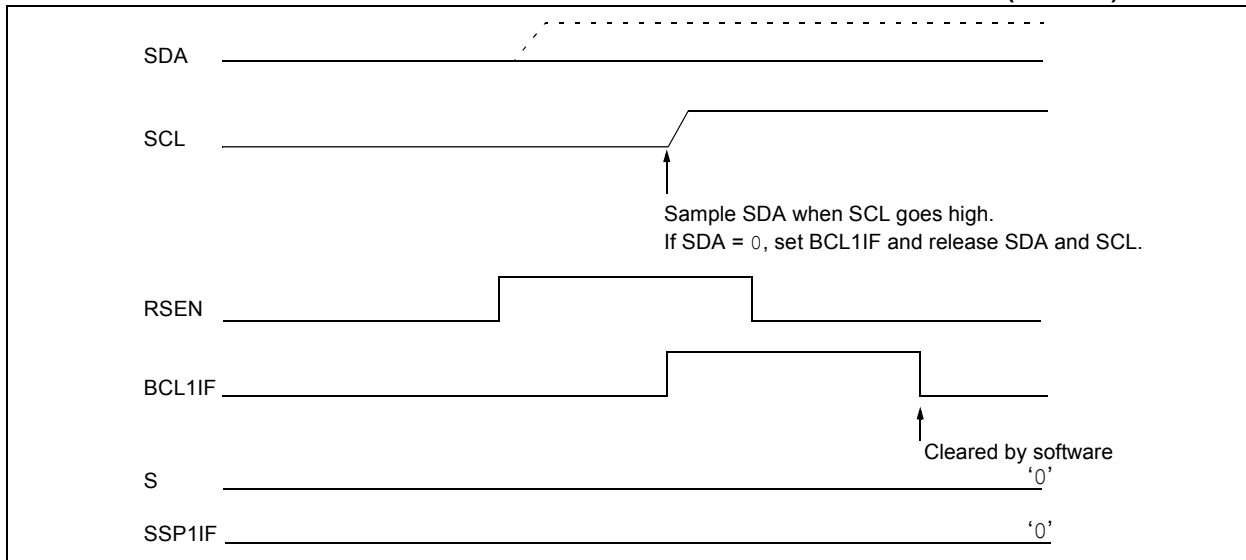 SDA
SCL
Sample SDA when SCL goes high.
If SDA = 0, set BCL1IF and release SDA and SCL.
RSEN
BCL1IF
Cleared by software
S
'0'
SSP1IF
'0'